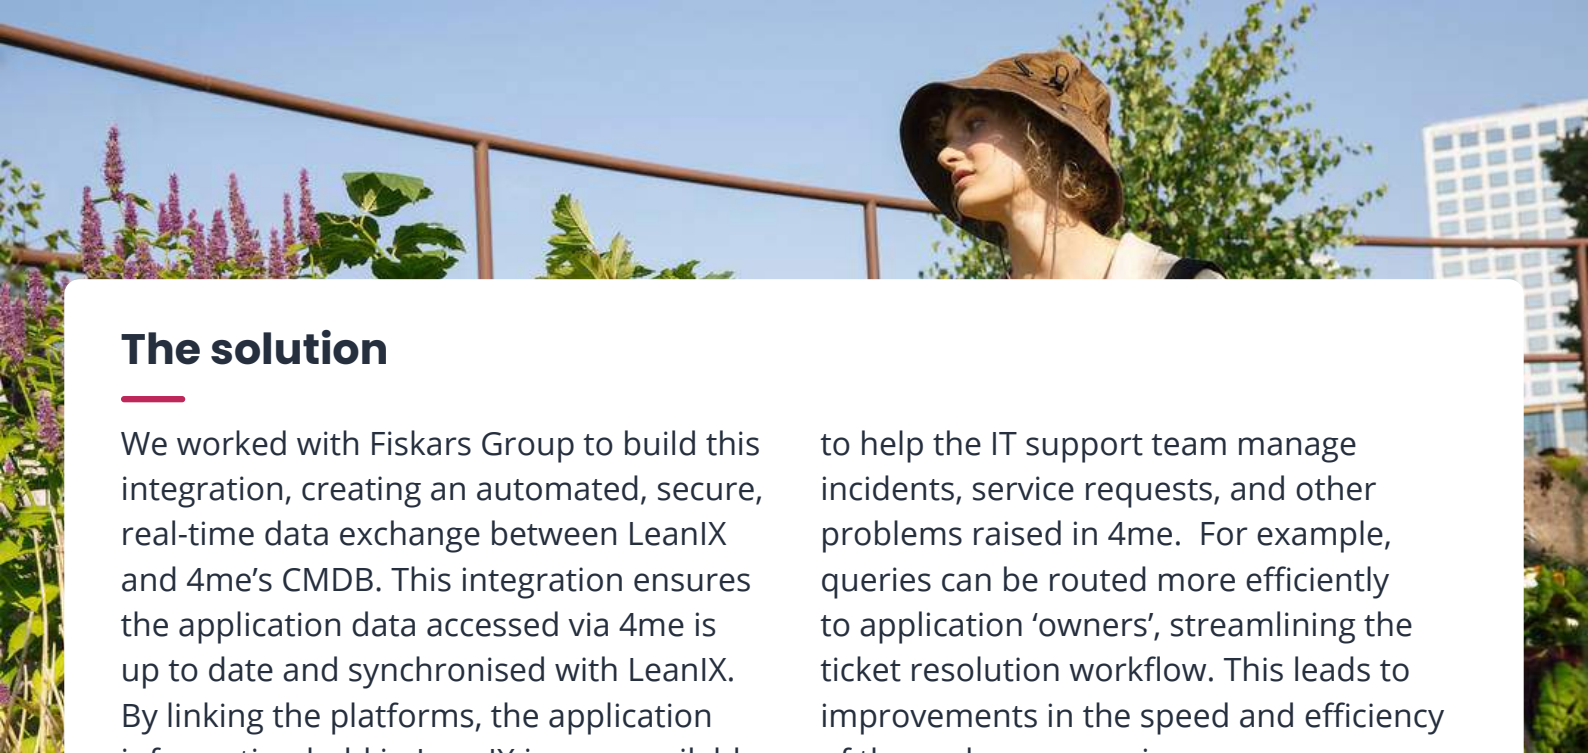 The solution
We worked with Fiskars Group to build this
integration, creating an automated, secure,
real-time data exchange between LeanIX
and 4me’s CMDB. This integration ensures
the application data accessed via 4me is
up to date and synchronised with LeanIX.
By linking the platforms, the application
to help the IT support team manage
incidents, service requests, and other
problems raised in 4me.  For example,
queries can be routed more efficiently
to application ‘owners’, streamlining the
ticket resolution workflow. This leads to
improvements in the speed and efficiency